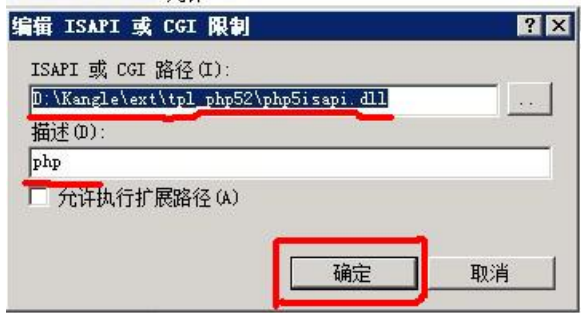 编辑 ISAPI 或 CGI 限制
ISAPI 或 CGI 路径(I):
D:\Kangle\ext\tpl_php52\php5isapi.dll
..
描述(D):
php
允许执行扩展路径(A)
确定 取消